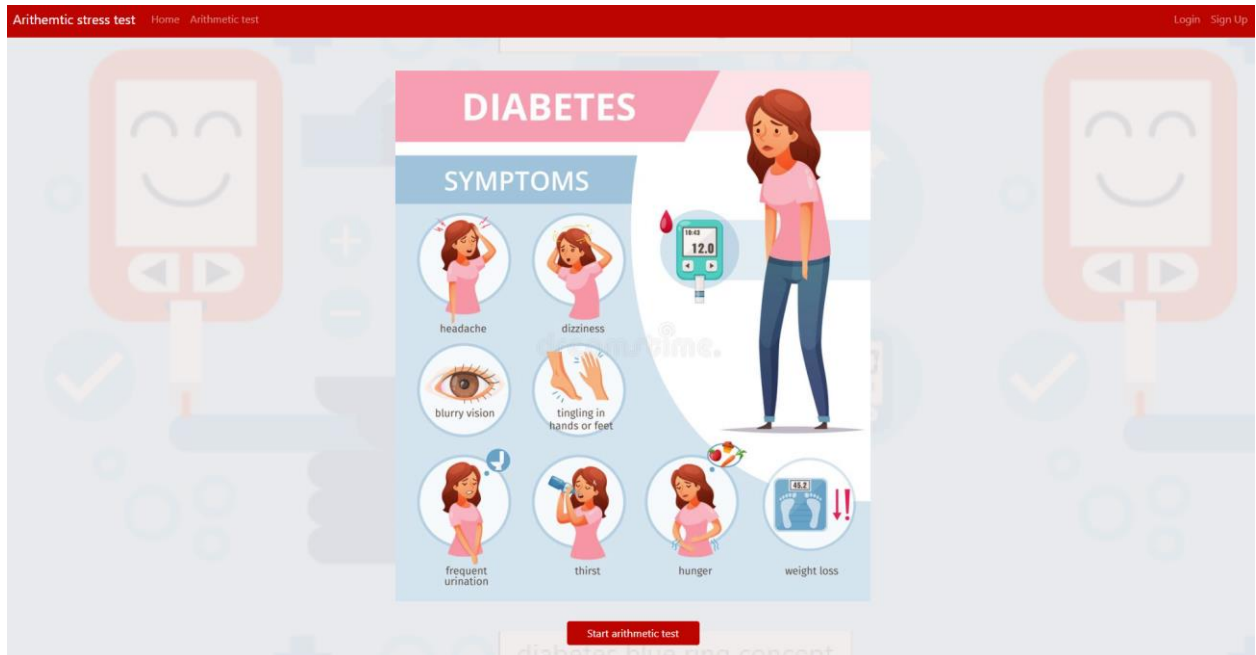 Arithemtic stress test Home Arithmetic test Login Sign Up
DIABETES
SYMPTOMS
10:43
12.0
headache
dizziness
dreamstime.
blurry vision
tingling in
hands or feet
45.2
frequent
urination
thirst
hunger
weight loss
Start arithmetic test
diabetes blue ring concept